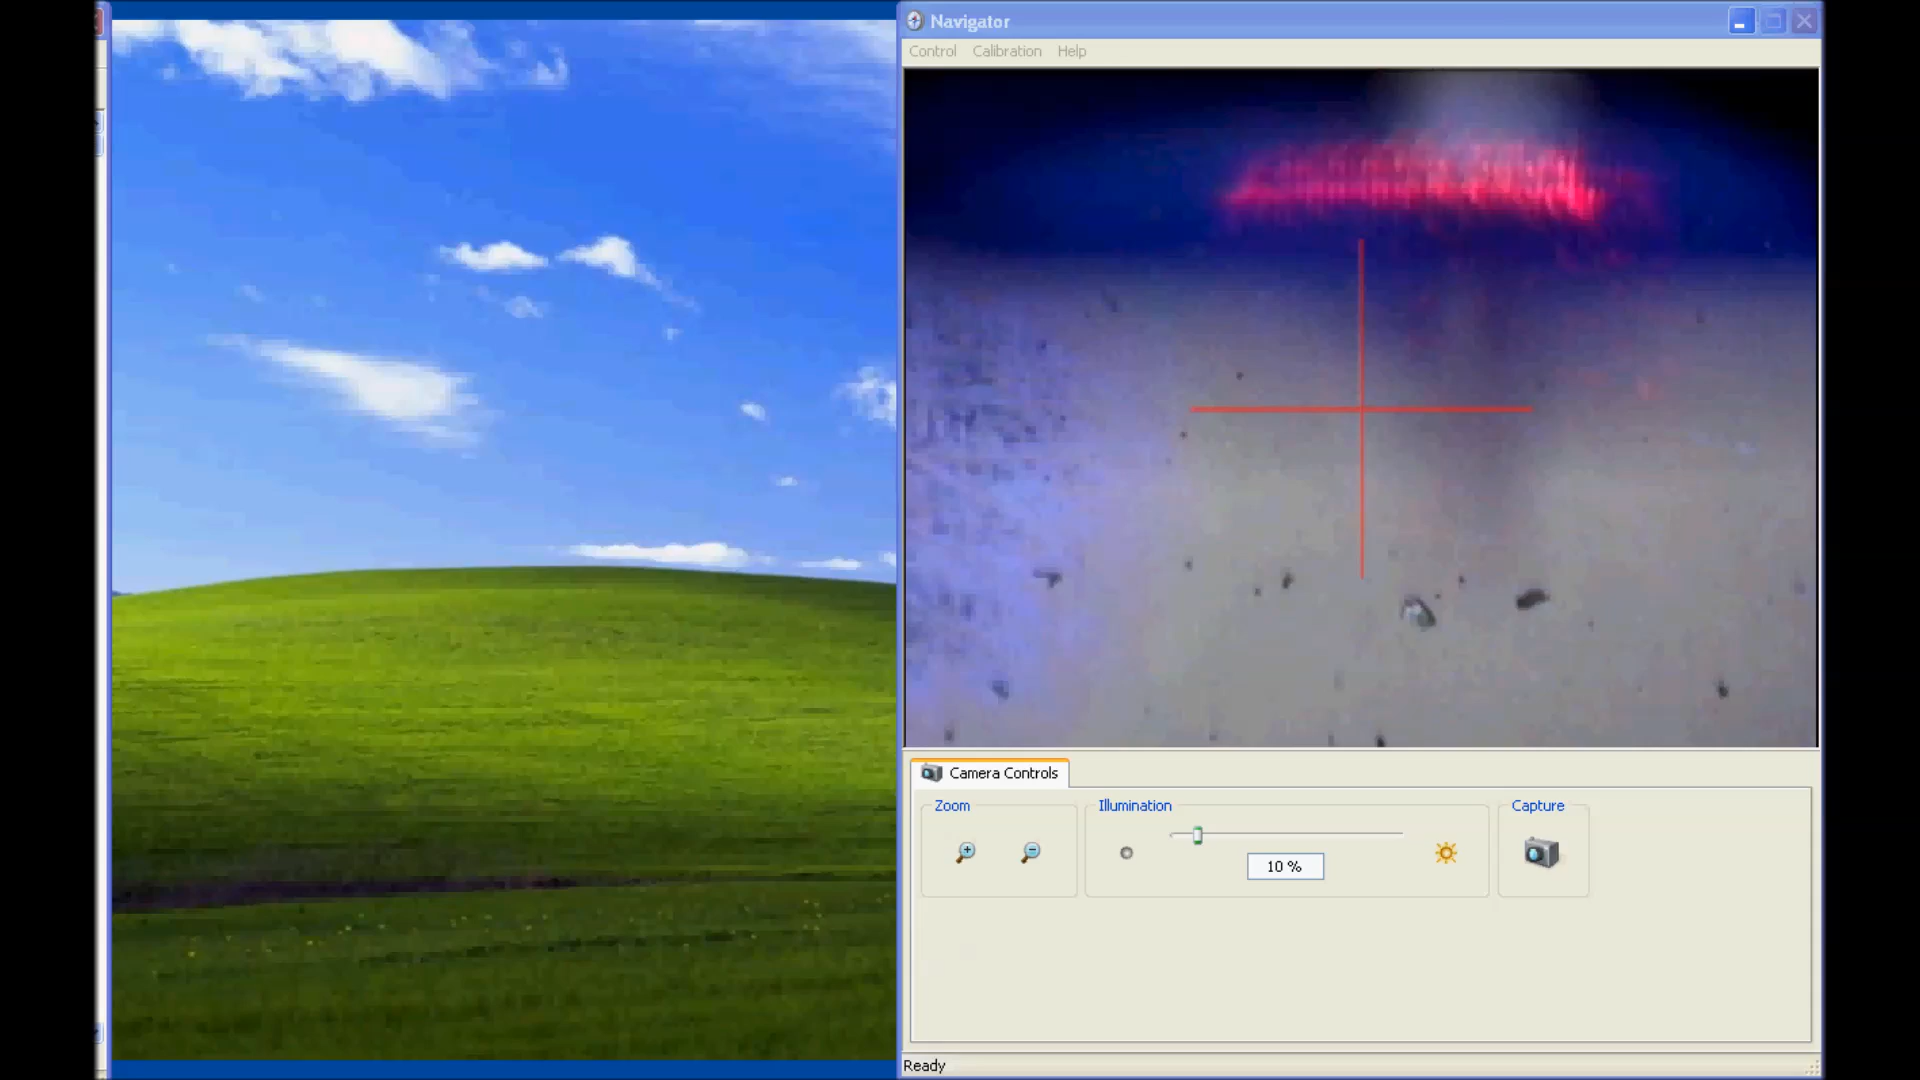 Navigator
Control Calibration Help
Camera Controls
Zoom Illumination Capture
10 %
Ready